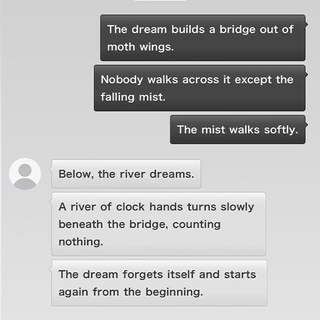 The dream builds a bridge out of
moth wings.
Nobody walks across it except the
falling mist.
The mist walks softly.
Below, the river dreams.
A river of clock hands turns slowly
beneath the bridge, counting
nothing.
The dream forgets itself and starts
again from the beginning.